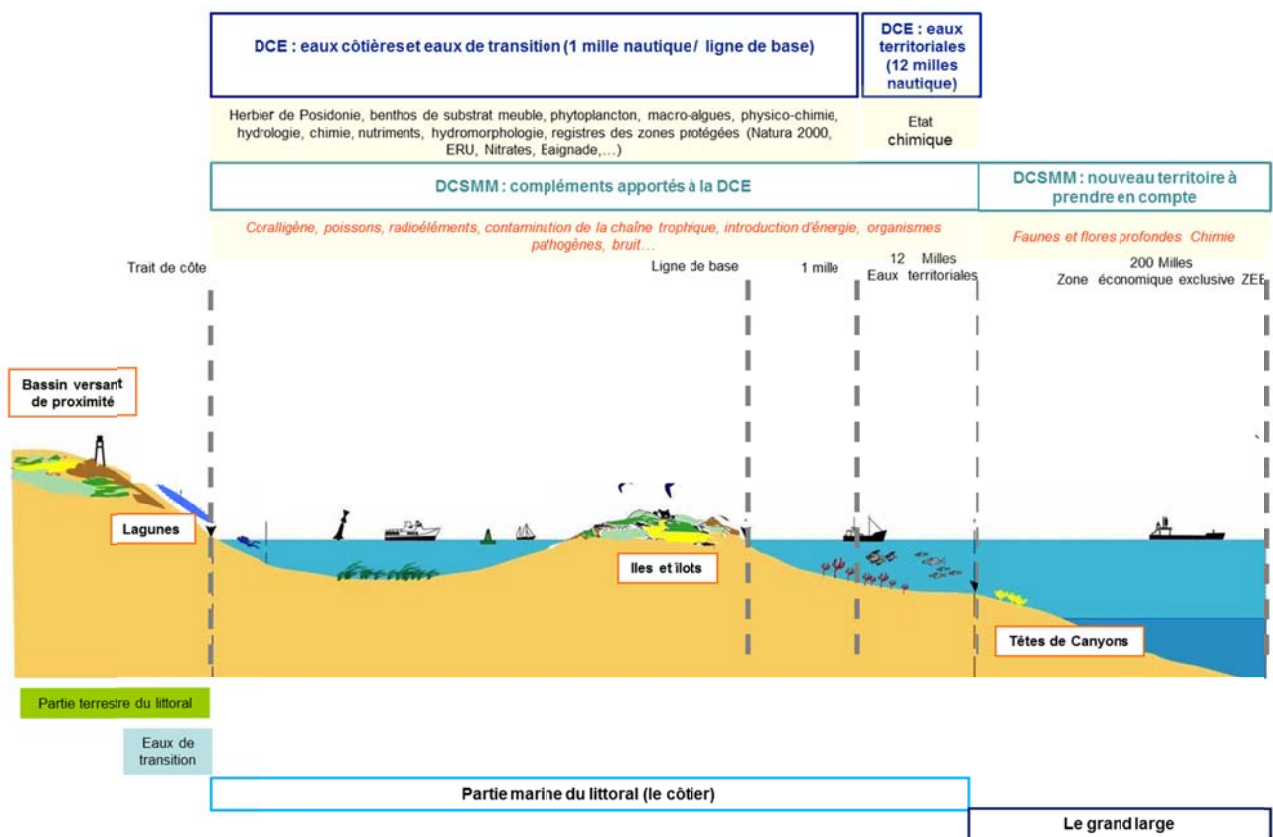 DCE : eaux côtières et eaux de transition (1 mille nautique / ligne de base)
DCE : eaux
territoriales
(12 milles
nautique)
Herbier de Posidonie, benthos de substrat meuble, phytoplancton, macro-algues, physico-chimie,
hydrologie, chimie, nutriments, hydromorphologie, registres des zones protégées (Natura 2000,
ERU, Nitrates, Baignade,…)
Etat
chimique
DCSMM : compléments apportés à la DCE
DCSMM : nouveau territoire à
prendre en compte
Coralligène, poissons, radioéléments, contamination de la chaîne trophique, introduction d'énergie, organismes
pathogènes, bruit…
Faunes et flores profondes Chimie
Trait de côte
Ligne de base
1 mille
12 Milles
Eaux territoriales
200 Milles
Zone économique exclusive ZEE
Bassin versant
de proximité
Lagunes
Iles et îlots
Têtes de Canyons
Partie terrestre du littoral
Eaux de
transition
Partie marine du littoral (le côtier)
Le grand large